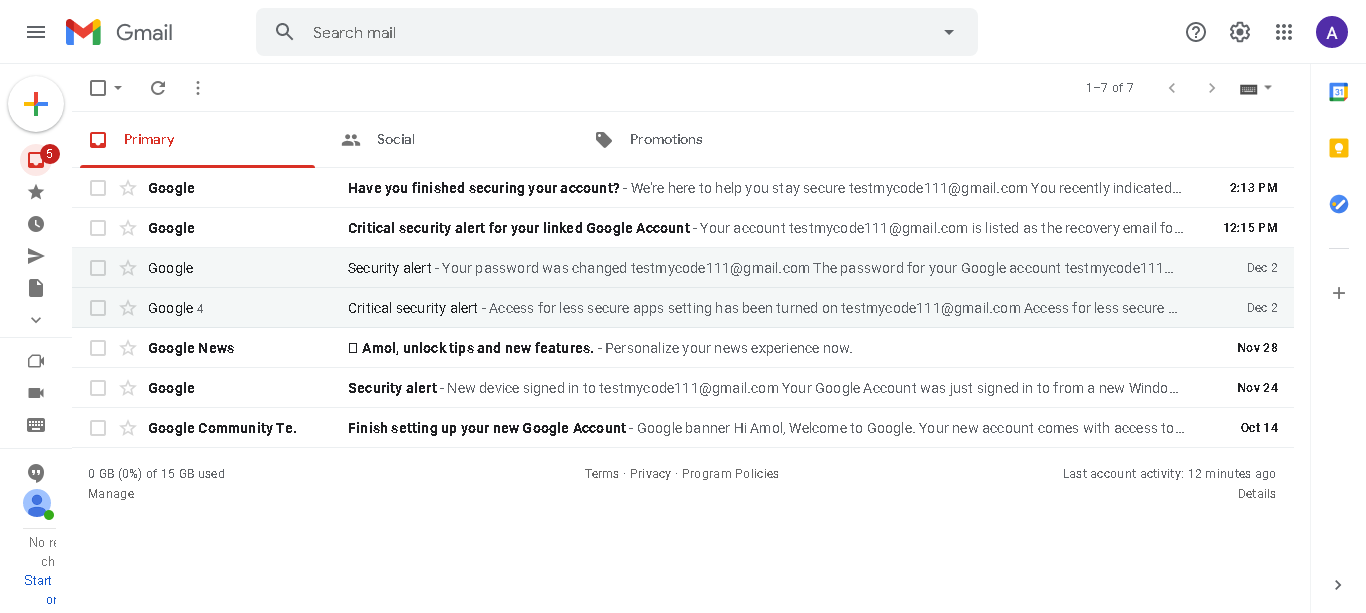 Gmail
Search mail
A
1–7 of 7
31
Primary
Social
Promotions
5
Google Have you finished securing your account? - We're here to help you stay secure testmycode111@gmail.com You recently indicated... 2:13 PM
Google Critical security alert for your linked Google Account - Your account testmycode111@gmail.com is listed as the recovery email fo... 12:15 PM
Google Security alert - Your password was changed testmycode111@gmail.com The password for your Google account testmycode111... Dec 2
Google 4 Critical security alert - Access for less secure apps setting has been turned on testmycode111@gmail.com Access for less secure ... Dec 2
Google News Amol, unlock tips and new features. - Personalize your news experience now. Nov 28
Google Security alert - New device signed in to testmycode111@gmail.com Your Google Account was just signed in to from a new Windo... Nov 24
Google Community Te. Finish setting up your new Google Account - Google banner Hi Amol, Welcome to Google. Your new account comes with access to... Oct 14
0 GB (0%) of 15 GB used Terms · Privacy · Program Policies Last account activity: 12 minutes ago
Manage Details
No re
ch
Start
or